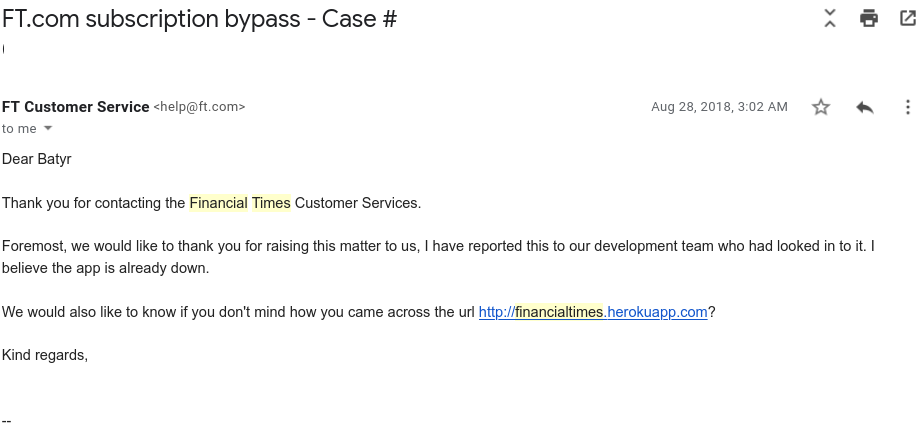 FT.com subscription bypass - Case #
(
FT Customer Service <help@ft.com>
Aug 28, 2018, 3:02 AM
to me
Dear Batyr
Thank you for contacting the Financial Times Customer Services.
Foremost, we would like to thank you for raising this matter to us, I have reported this to our development team who had looked in to it. I
believe the app is already down.
We would also like to know if you don't mind how you came across the url http://financialtimes.herokuapp.com?
Kind regards,
--